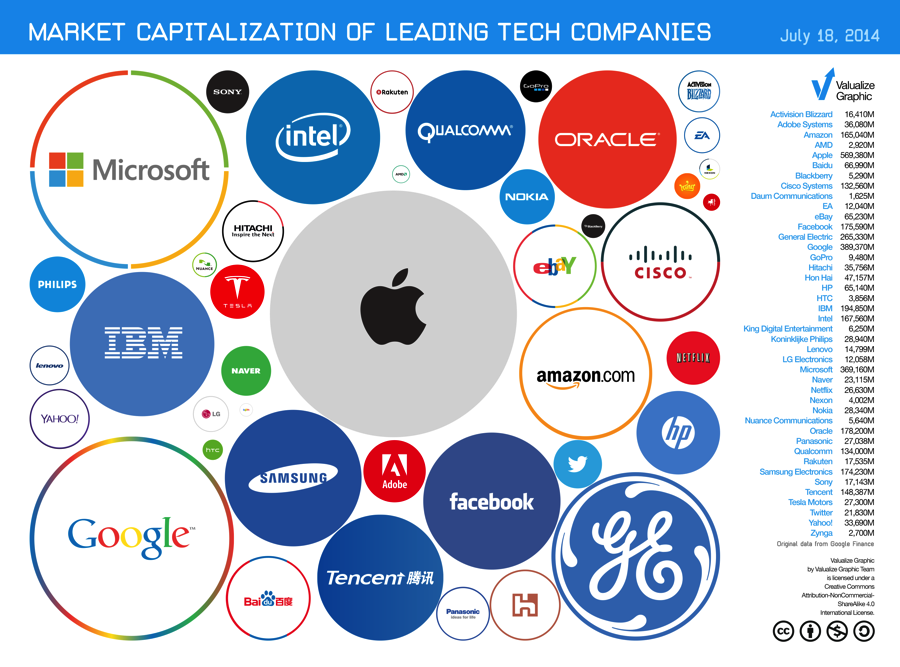 MARKET CAPITALIZATION OF LEADING TECH COMPANIES
July 18, 2014
Microsoft
SONY
intel
Rakuten
QUALCOMM
GoPro
ORACLE
ACTIVISION
BLIZZARD
EA
AMD
NOKIA
HITACHI
Inspire the Next
NUANCE
PHILIPS
TESLA
ebay
BlackBerry
CISCO
IBM
lenovo
NAVER
YAHOO!
LG
hTC
amazon.com
NETFLIX
hp
SAMSUNG
Adobe
facebook
Google™
Tencent 腾讯
Bai 百度
Panasonic
ideas for life
H
GE
Valualize
Graphic
Activision Blizzard 16,410M
Adobe Systems 36,080M
Amazon 165,040M
AMD 2,920M
Apple 569,380M
Baidu 66,990M
Blackberry 5,290M
Cisco Systems 132,560M
Daum Communications 1,625M
EA 12,040M
eBay 65,230M
Facebook 175,590M
General Electric 265,330M
Google 389,370M
GoPro 9,480M
Hitachi 35,756M
Hon Hai 47,157M
HP 65,140M
HTC 3,856M
IBM 194,850M
Intel 167,560M
King Digital Entertainment 6,250M
Koninklijke Philips 28,940M
Lenovo 14,799M
LG Electronics 12,058M
Microsoft 369,160M
Naver 23,115M
Netflix 26,630M
Nexon 4,002M
Nokia 28,340M
Nuance Communications 5,640M
Oracle 178,200M
Panasonic 27,038M
Qualcomm 134,000M
Rakuten 17,535M
Samsung Electronics 174,230M
Sony 17,143M
Tencent 148,387M
Tesla Motors 27,300M
Twitter 21,830M
Yahoo! 33,690M
Zynga 2,700M
Original data from Google Finance
Valualize Graphic
by Valualize Graphic Team
is licensed under a
Creative Commons
Attribution-NonCommercial-
ShareAlike 4.0
International License.
cc